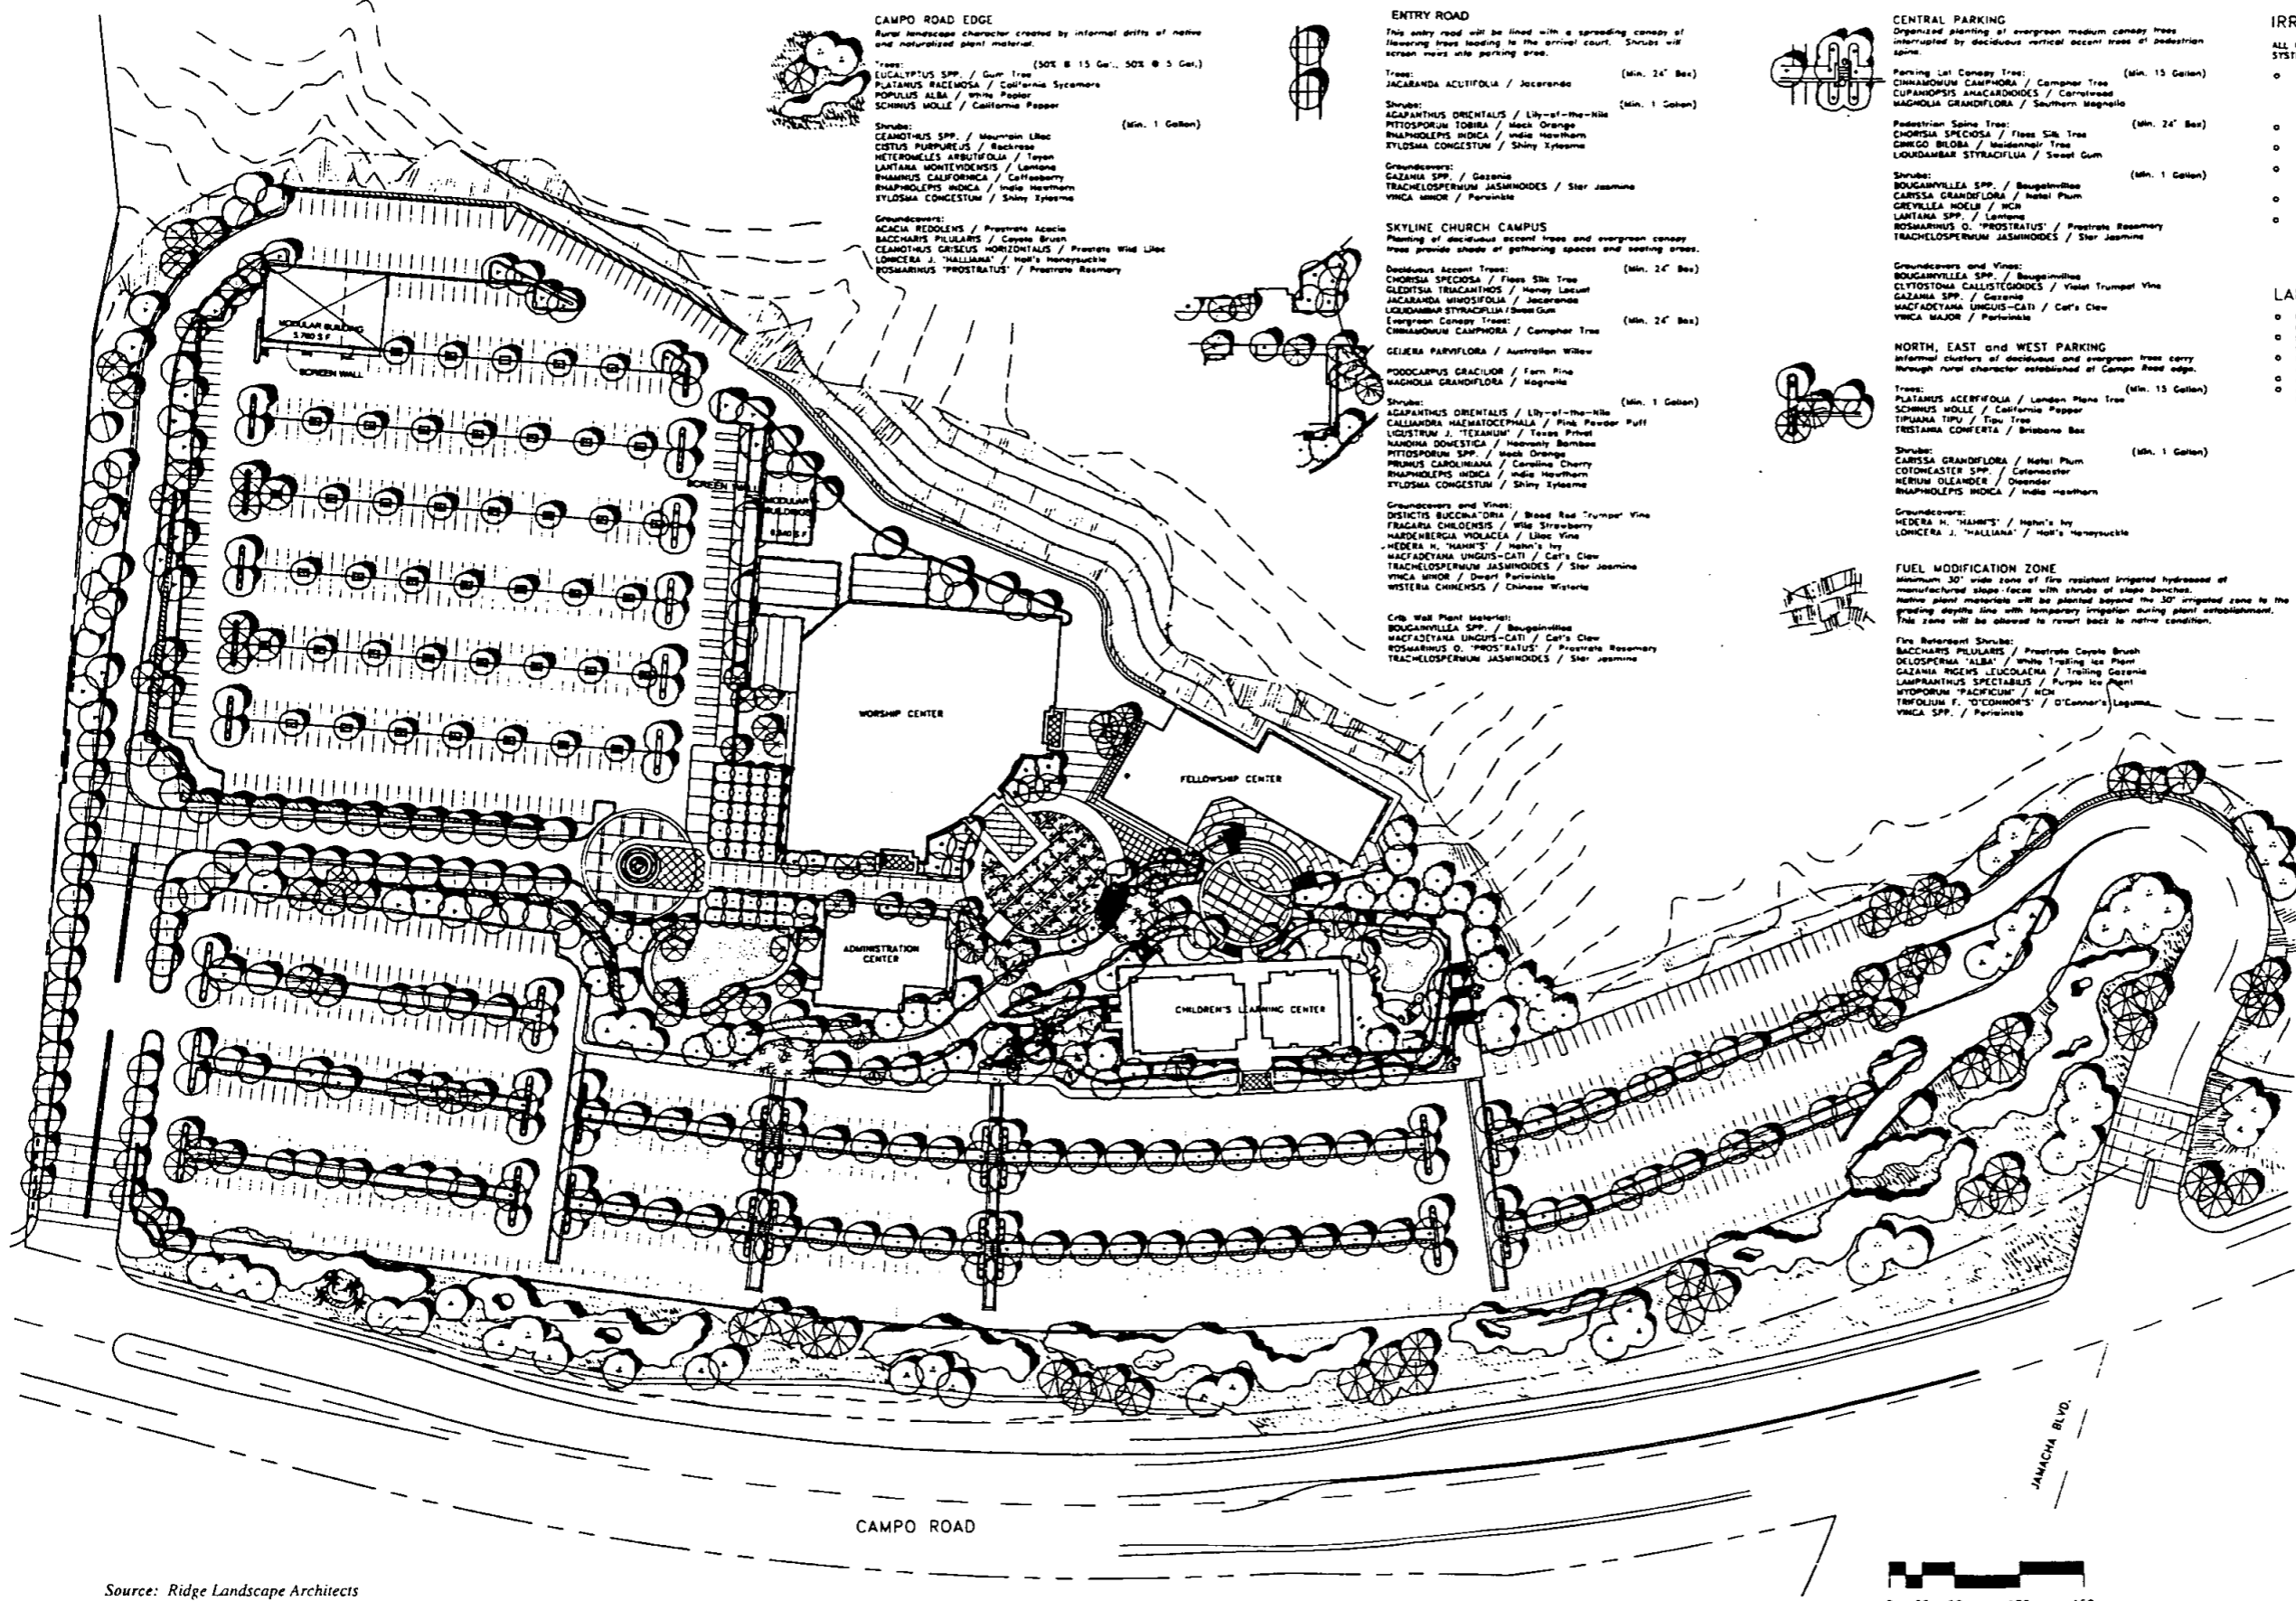 CAMPO ROAD EDGE
Rural landscape character created by informal drifts of native
and naturalized plant material.
Trees: (50% @ 15 Gal., 50% @ 5 Gal.)
EUCALYPTUS SPP. / Gum Tree
PLATANUS RACEMOSA / California Sycamore
POPULUS ALBA / White Poplar
SCHINUS MOLLE / California Pepper
Shrubs: (Min. 1 Gallon)
CEANOTHUS SPP. / Mountain Lilac
CISTUS PURPUREUS / Rockrose
HETEROMELES ARBUTIFOLIA / Toyon
LANTANA MONTEVIDENSIS / Lantana
RHAMNUS CALIFORNICA / Coffeeberry
RHAPHIOLEPIS INDICA / India Hawthorn
XYLOSMA CONGESTUM / Shiny Xylosma
Groundcovers:
ACACIA REDOLENS / Prostrate Acacia
BACCHARIS PILULARIS / Coyote Brush
CEANOTHUS GRISEUS HORIZONTALIS / Prostrate Wild Lilac
LONICERA J. 'HALLIANA' / Hall's Honeysuckle
ROSMARINUS 'PROSTRATUS' / Prostrate Rosemary
ENTRY ROAD
This entry road will be lined with a spreading canopy of
flowering trees leading to the arrival court. Shrubs will
screen views into parking area.
Trees: (Min. 24" Box)
JACARANDA ACUTIFOLIA / Jacaranda
Shrubs: (Min. 1 Gallon)
AGAPANTHUS ORIENTALIS / Lily-of-the-Nile
PITTOSPORUM TOBIRA / Mock Orange
RHAPHIOLEPIS INDICA / India Hawthorn
XYLOSMA CONGESTUM / Shiny Xylosma
Groundcovers:
GAZANIA SPP. / Gazania
TRACHELOSPERMUM JASMINOIDES / Star Jasmine
VINCA MINOR / Periwinkle
SKYLINE CHURCH CAMPUS
Planting of deciduous accent trees and evergreen canopy
trees provide shade at gathering spaces and seating areas.
Deciduous Accent Trees: (Min. 24" Box)
CHORISIA SPECIOSA / Floss Silk Tree
GLEDITSIA TRIACANTHOS / Honey Locust
JACARANDA MIMOSIFOLIA / Jacaranda
LIQUIDAMBAR STYRACIFLUA / Sweet Gum
Evergreen Canopy Trees: (Min. 24" Box)
CINNAMOMUM CAMPHORA / Camphor Tree
GEIJERA PARVIFLORA / Australian Willow
PODOCARPUS GRACILIOR / Fern Pine
MAGNOLIA GRANDIFLORA / Magnolia
Shrubs: (Min. 1 Gallon)
AGAPANTHUS ORIENTALIS / Lily-of-the-Nile
CALLIANDRA HAEMATOCEPHALA / Pink Powder Puff
LIGUSTRUM J. 'TEXANUM' / Texas Privet
NANDINA DOMESTICA / Heavenly Bamboo
PITTOSPORUM SPP. / Mock Orange
PRUNUS CAROLINIANA / Carolina Cherry
RHAPHIOLEPIS INDICA / India Hawthorn
XYLOSMA CONGESTUM / Shiny Xylosma
Groundcovers and Vines:
DISTICTIS BUCCINATORIA / Blood Red Trumpet Vine
FRAGARIA CHILOENSIS / Wild Strawberry
HARDENBERGIA VIOLACEA / Lilac Vine
HEDERA H. 'HAHN'S' / Hahn's Ivy
MACFADEYANA UNGUIS-CATI / Cat's Claw
TRACHELOSPERMUM JASMINOIDES / Star Jasmine
VINCA MINOR / Dwarf Periwinkle
WISTERIA CHINENSIS / Chinese Wisteria
Crib Wall Plant Material:
BOUGAINVILLEA SPP. / Bougainvillea
MACFADEYANA UNGUIS-CATI / Cat's Claw
ROSMARINUS O. 'PROSTRATUS' / Prostrate Rosemary
TRACHELOSPERMUM JASMINOIDES / Star Jasmine
CENTRAL PARKING
Organized planting of evergreen medium canopy trees
interrupted by deciduous vertical accent trees at pedestrian
spine.
Parking Lot Canopy Tree: (Min. 15 Gallon)
CINNAMOMUM CAMPHORA / Camphor Tree
CUPANIOPSIS ANACARDIOIDES / Carrotwood
MAGNOLIA GRANDIFLORA / Southern Magnolia
Pedestrian Spine Tree: (Min. 24" Box)
CHORISIA SPECIOSA / Floss Silk Tree
GINKGO BILOBA / Maidenhair Tree
LIQUIDAMBAR STYRACIFLUA / Sweet Gum
Shrubs: (Min. 1 Gallon)
BOUGAINVILLEA SPP. / Bougainvillea
CARISSA GRANDIFLORA / Natal Plum
GREVILLEA NOELII / NCN
LANTANA SPP. / Lantana
ROSMARINUS O. 'PROSTRATUS' / Prostrate Rosemary
TRACHELOSPERMUM JASMINOIDES / Star Jasmine
Groundcovers and Vines:
BOUGAINVILLEA SPP. / Bougainvillea
CLYTOSTOMA CALLISTEGIOIDES / Violet Trumpet Vine
GAZANIA SPP. / Gazania
MACFADEYANA UNGUIS-CATI / Cat's Claw
VINCA MAJOR / Periwinkle
NORTH, EAST and WEST PARKING
Informal clusters of deciduous and evergreen trees carry
through rural character established at Campo Road edge.
Trees: (Min. 15 Gallon)
PLATANUS ACERIFOLIA / London Plane Tree
SCHINUS MOLLE / California Pepper
TIPUANA TIPU / Tipu Tree
TRISTANIA CONFERTA / Brisbane Box
Shrubs: (Min. 1 Gallon)
CARISSA GRANDIFLORA / Natal Plum
COTONEASTER SPP. / Cotoneaster
NERIUM OLEANDER / Oleander
RHAPHIOLEPIS INDICA / India Hawthorn
Groundcovers:
HEDERA H. 'HAHN'S' / Hahn's Ivy
LONICERA J. 'HALLIANA' / Hall's Honeysuckle
FUEL MODIFICATION ZONE
Minimum 30' wide zone of fire resistant irrigated hydroseed at
manufactured slope faces with shrubs at slope benches.
Native plant materials will be planted beyond the 30' irrigated zone to the
grading daylite line with temporary irrigation during plant establishment.
This zone will be allowed to revert back to native condition.
Fire Retardant Shrubs:
BACCHARIS PILULARIS / Prostrate Coyote Brush
DELOSPERMA 'ALBA' / White Trailing Ice Plant
GAZANIA RIGENS LEUCOLAENA / Trailing Gazania
LAMPRANTHUS SPECTABILIS / Purple Ice Plant
MYOPORUM 'PACIFICUM' / NCN
TRIFOLIUM F. 'O'CONNOR'S' / O'Connor's Legume
VINCA SPP. / Periwinkle
IRR
ALL
SYST
LA
MODULAR BUILDING
5,760 S F
SCREEN WALL
SCREEN WALL
MODULAR
BUILDINGS
WORSHIP CENTER
FELLOWSHIP CENTER
ADMINISTRATION
CENTER
CHILDREN'S LEARNING CENTER
CAMPO ROAD
JAMACHA BLVD.
Source: Ridge Landscape Architects